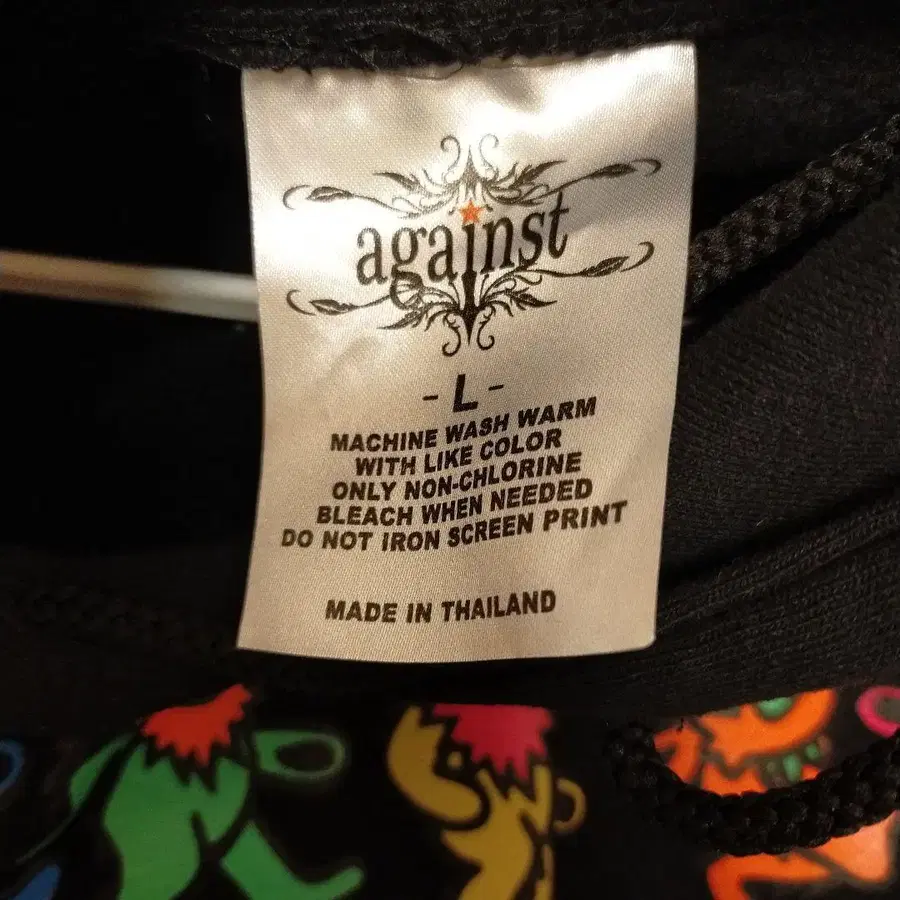 against
- L -
MACHINE WASH WARM
WITH LIKE COLOR
ONLY NON-CHLORINE
BLEACH WHEN NEEDED
DO NOT IRON SCREEN PRINT
MADE IN THAILAND